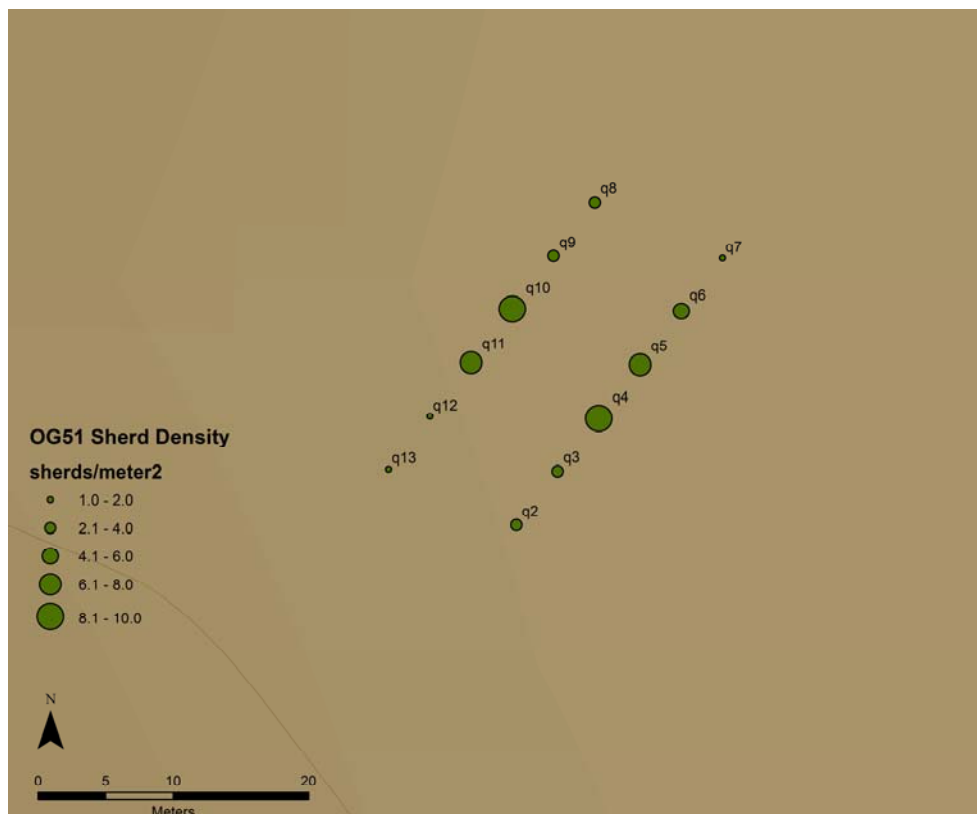 q8
q7
q9
q10
q6
q11
q5
q12
q4
q13
q3
q2
OG51 Sherd Density
sherds/meter2
1.0 - 2.0
2.1 - 4.0
4.1 - 6.0
6.1 - 8.0
8.1 - 10.0
N
0 5 10 20
Meters